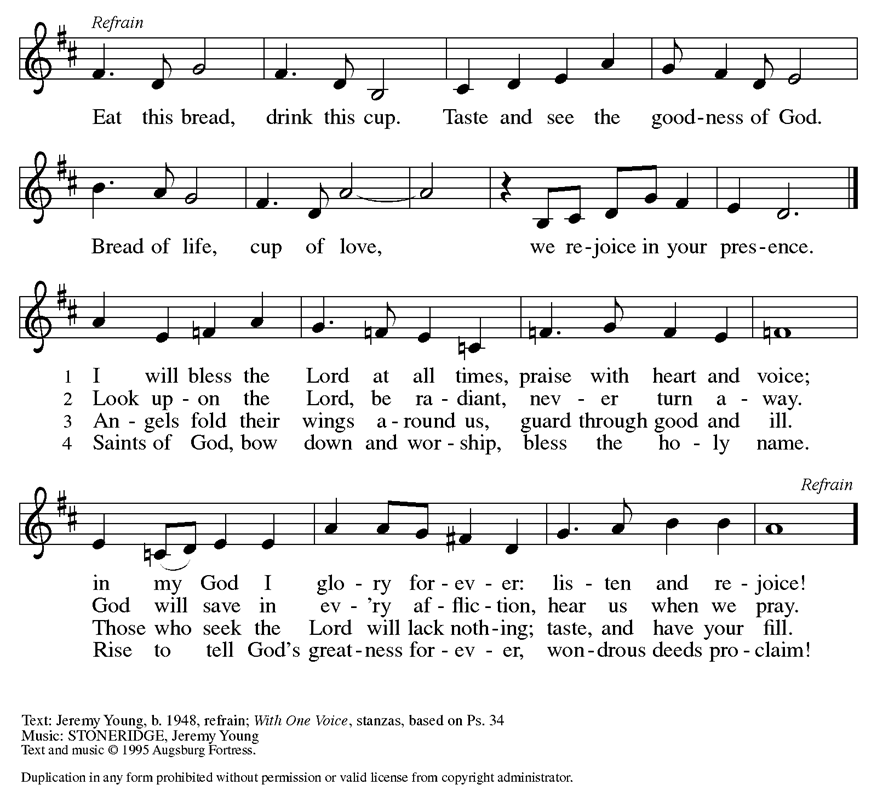 Refrain
Eat this bread, drink this cup. Taste and see the good-ness of God.
Bread of life, cup of love, we re-joice in your pres-ence.
1 I will bless the Lord at all times, praise with heart and voice;
2 Look up - on the Lord, be ra - diant, nev - er turn a - way.
3 An - gels fold their wings a - round us, guard through good and ill.
4 Saints of God, bow down and wor - ship, bless the ho - ly name.
Refrain
in my God I glo - ry for - ev - er: lis - ten and re - joice!
God will save in ev - 'ry af - flic - tion, hear us when we pray.
Those who seek the Lord will lack noth - ing; taste, and have your fill.
Rise to tell God's great - ness for - ev - er, won - drous deeds pro - claim!
Text: Jeremy Young, b. 1948, refrain; With One Voice, stanzas, based on Ps. 34
Music: STONERIDGE, Jeremy Young
Text and music © 1995 Augsburg Fortress.
Duplication in any form prohibited without permission or valid license from copyright administrator.